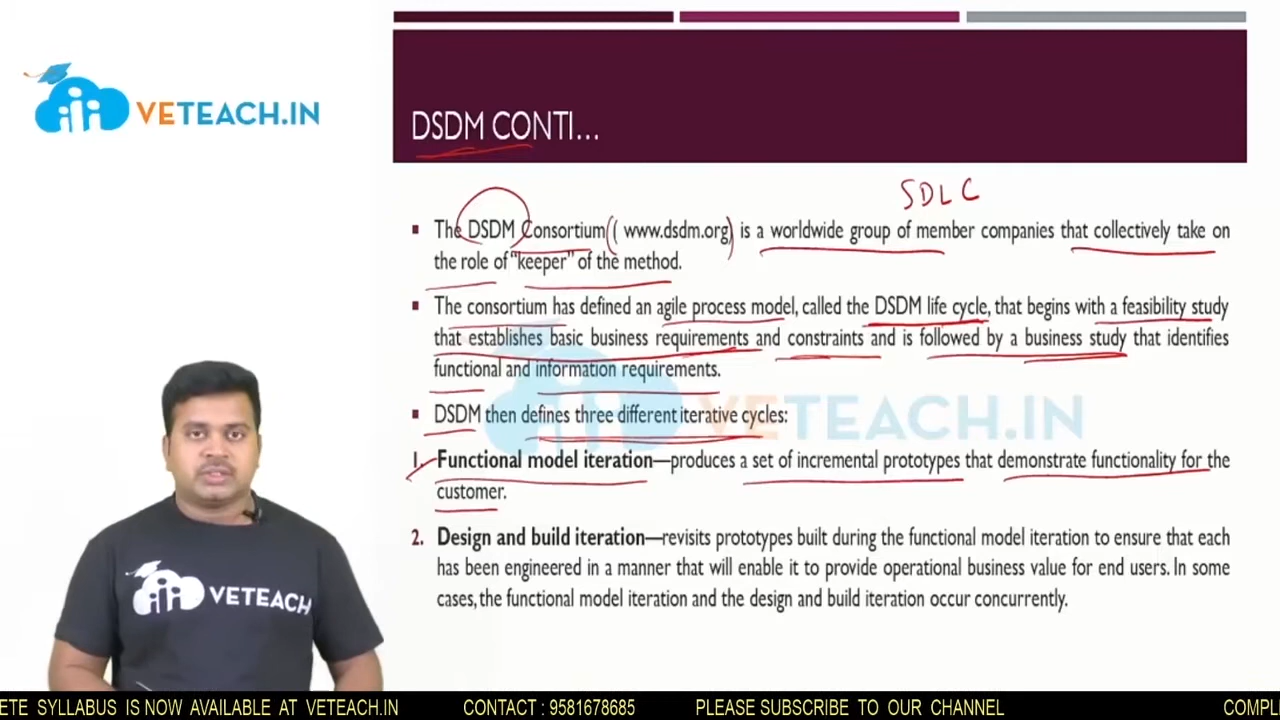 VETEACH.IN
DSDM CONTI...
SDLC
▪ The DSDM Consortium ( www.dsdm.org) is a worldwide group of member companies that collectively take on
the role of "keeper" of the method.
▪ The consortium has defined an agile process model, called the DSDM life cycle, that begins with a feasibility study
that establishes basic business requirements and constraints and is followed by a business study that identifies
functional and information requirements.
VETEACH.IN
▪ DSDM then defines three different iterative cycles:
1. Functional model iteration—produces a set of incremental prototypes that demonstrate functionality for the
customer.
2. Design and build iteration—revisits prototypes built during the functional model iteration to ensure that each
has been engineered in a manner that will enable it to provide operational business value for end users. In some
cases, the functional model iteration and the design and build iteration occur concurrently.
VETEACH
ETE SYLLABUS IS NOW AVAILABLE AT VETEACH.IN CONTACT : 9581678685 PLEASE SUBSCRIBE TO OUR CHANNEL COMPL